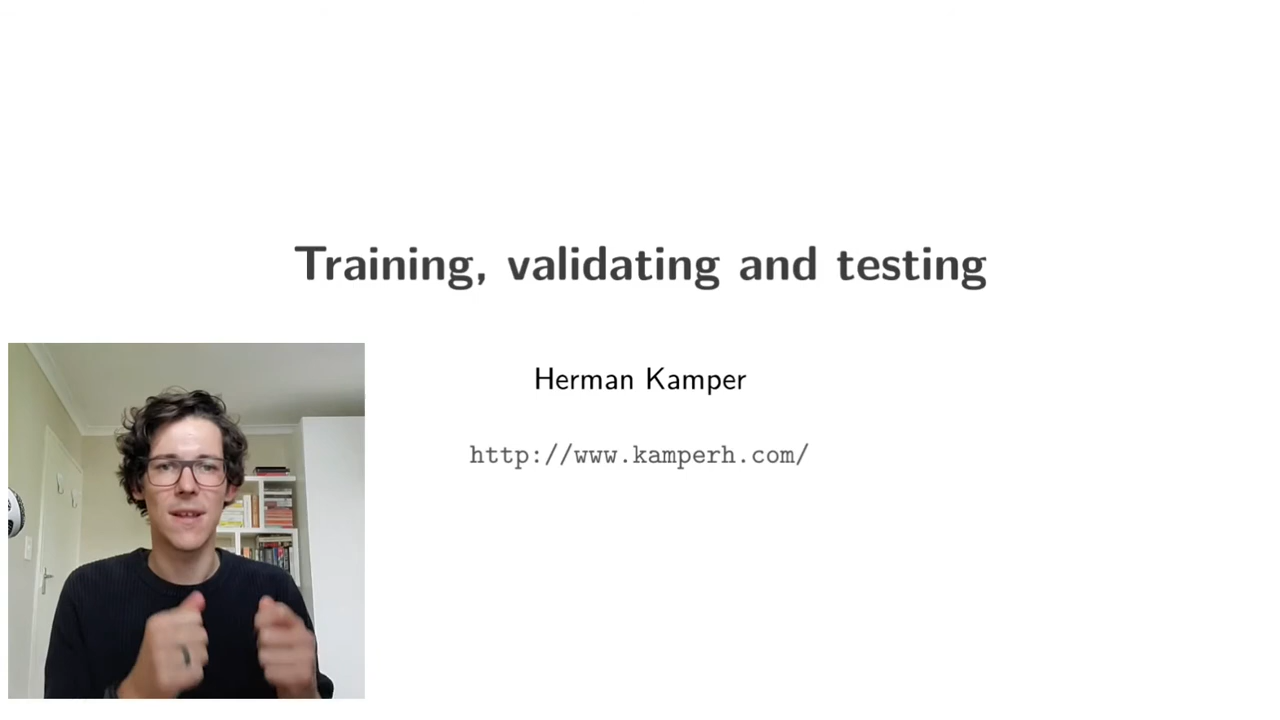 Training, validating and testing
Herman Kamper
http://www.kamperh.com/